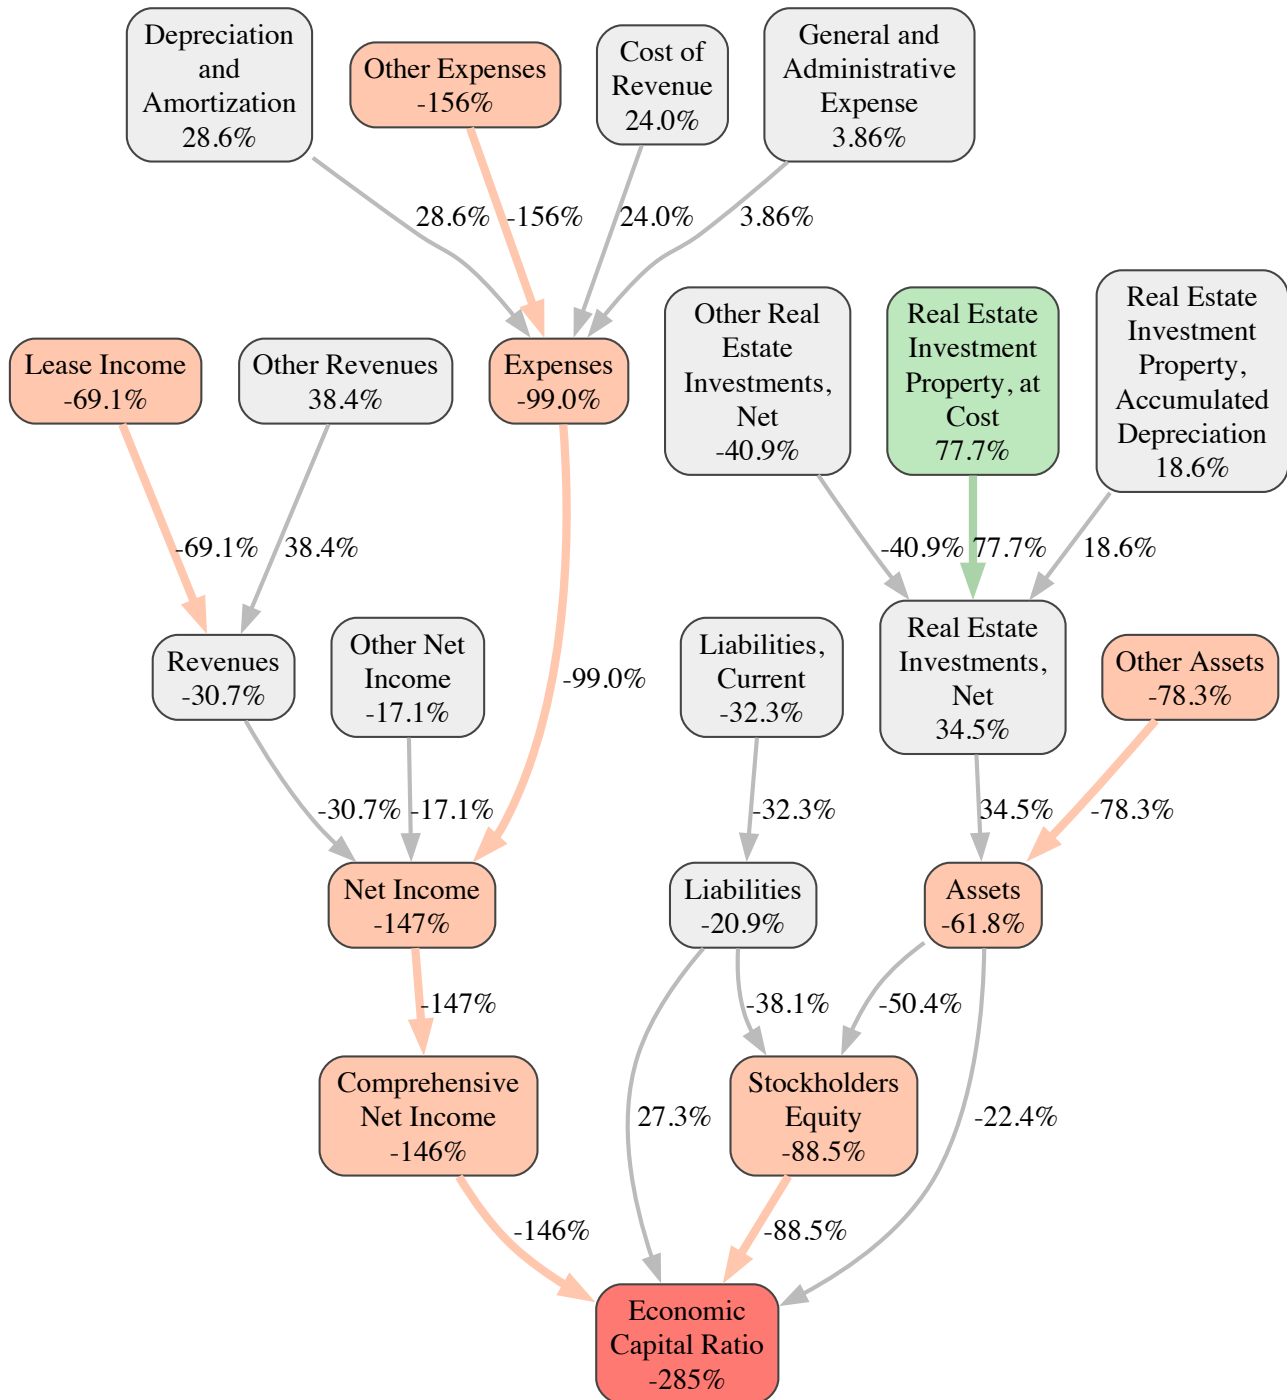 Depreciation
and
Amortization
28.6%
Other Expenses
-156%
Cost of
Revenue
24.0%
General and
Administrative
Expense
3.86%
28.6%
-156%
24.0%
3.86%
Lease Income
-69.1%
Other Revenues
38.4%
Expenses
-99.0%
Other Real
Estate
Investments,
Net
-40.9%
Real Estate
Investment
Property, at
Cost
77.7%
Real Estate
Investment
Property,
Accumulated
Depreciation
18.6%
-69.1%
38.4%
-40.9%
77.7%
18.6%
Revenues
-30.7%
Other Net
Income
-17.1%
-99.0%
Liabilities,
Current
-32.3%
Real Estate
Investments,
Net
34.5%
Other Assets
-78.3%
-30.7%
-17.1%
-32.3%
34.5%
-78.3%
Net Income
-147%
Liabilities
-20.9%
Assets
-61.8%
-147%
-38.1%
-50.4%
Comprehensive
Net Income
-146%
27.3%
Stockholders
Equity
-88.5%
-22.4%
-146%
-88.5%
Economic
Capital Ratio
-285%